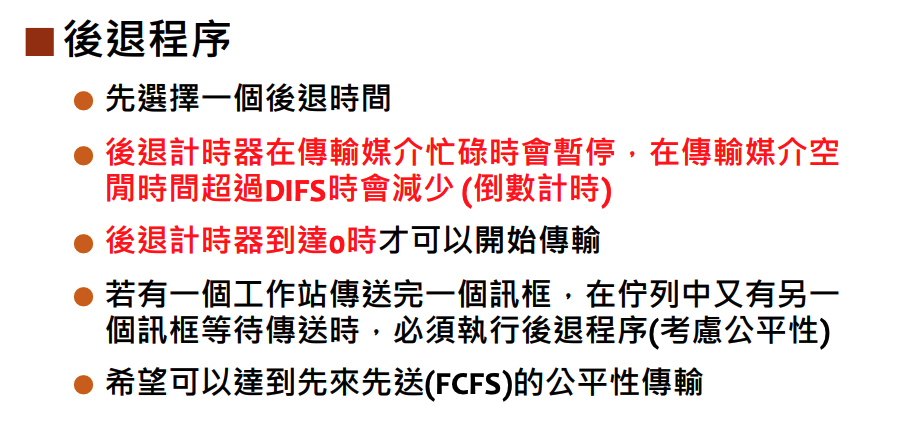 後退程序
先選擇一個後退時間
後退計時器在傳輸媒介忙碌時會暫停，在傳輸媒介空
閒時間超過DIFS時會減少 (倒數計時)
後退計時器到達0時才可以開始傳輸
若有一個工作站傳送完一個訊框，在佇列中又有另一
個訊框等待傳送時，必須執行後退程序(考慮公平性)
希望可以達到先來先送(FCFS)的公平性傳輸